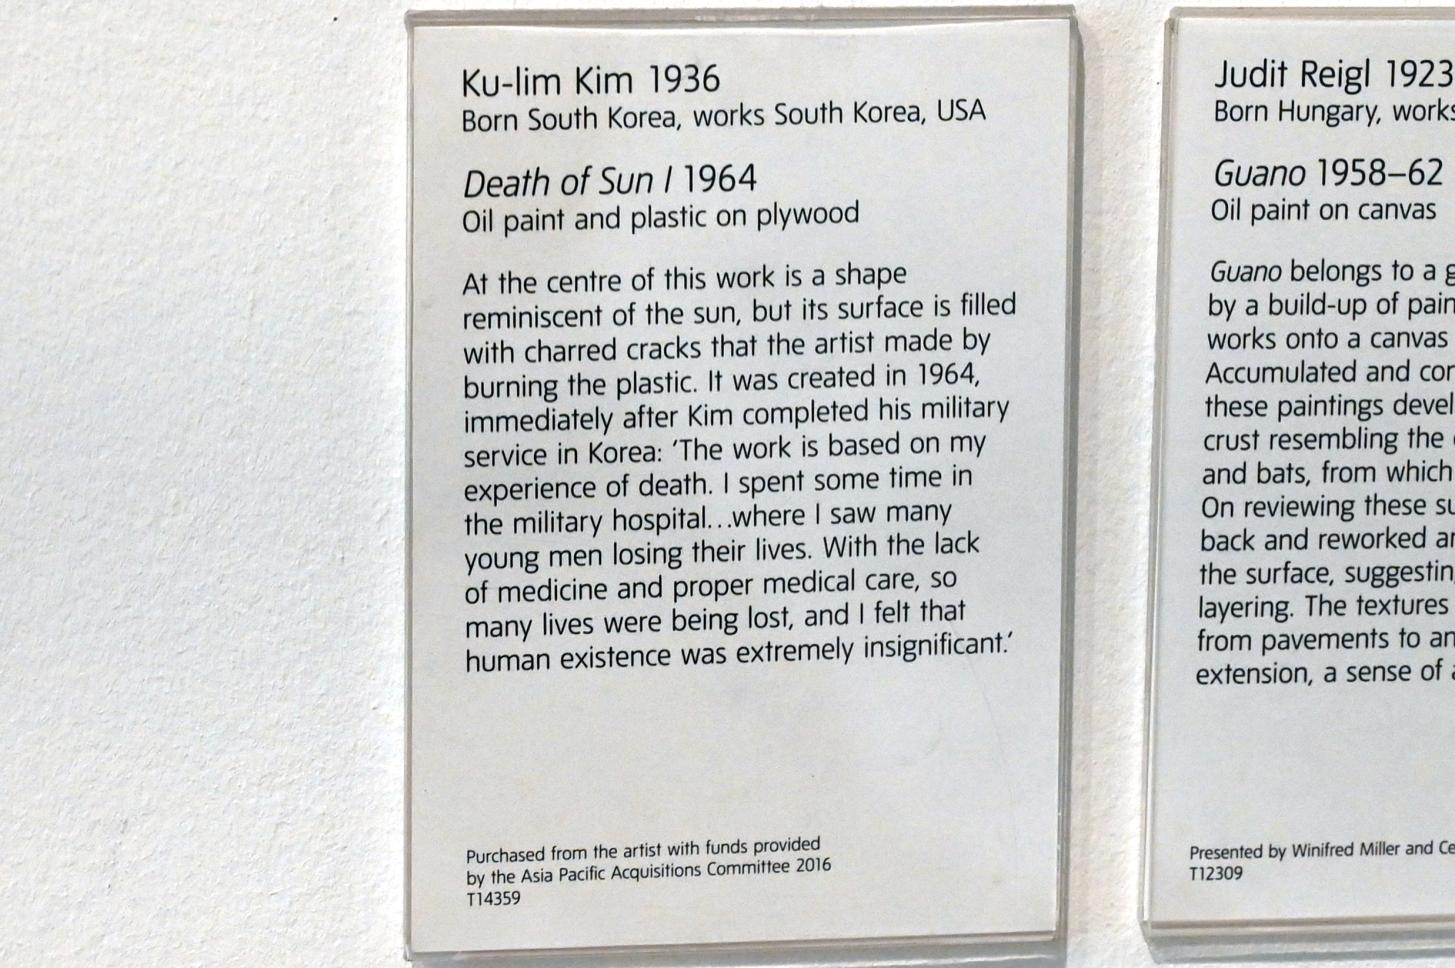 Ku-lim Kim 1936
Born South Korea, works South Korea, USA
Death of Sun I 1964
Oil paint and plastic on plywood
At the centre of this work is a shape
reminiscent of the sun, but its surface is filled
with charred cracks that the artist made by
burning the plastic. It was created in 1964,
immediately after Kim completed his military
service in Korea: ‘The work is based on my
experience of death. I spent some time in
the military hospital…where I saw many
young men losing their lives. With the lack
of medicine and proper medical care, so
many lives were being lost, and I felt that
human existence was extremely insignificant.’
Purchased from the artist with funds provided
by the Asia Pacific Acquisitions Committee 2016
T14359
Judit Reigl 1923
Born Hungary, works
Guano 1958–62
Oil paint on canvas
Guano belongs to a
by a build-up of
works onto a canvas
Accumulated and
these paintings
crust resembling the
and bats, from which
On reviewing these
back and reworked
the surface,
layering. The textures
from pavements to
extension, a sense of
Presented by Winifred Miller and
T12309